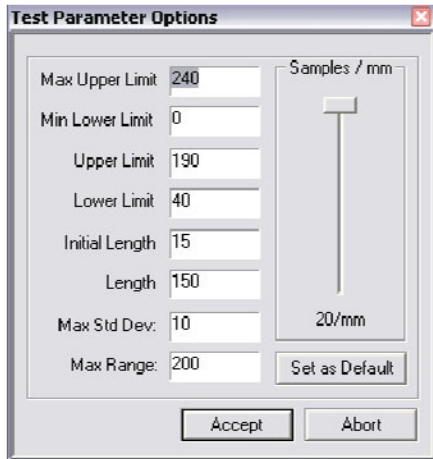 Test Parameter Options
Max Upper Limit 240
Min Lower Limit 0
Upper Limit 190
Lower Limit 40
Initial Length 15
Length 150
Max Std Dev: 10
Max Range: 200
Samples / mm
20/mm
Set as Default
Accept Abort